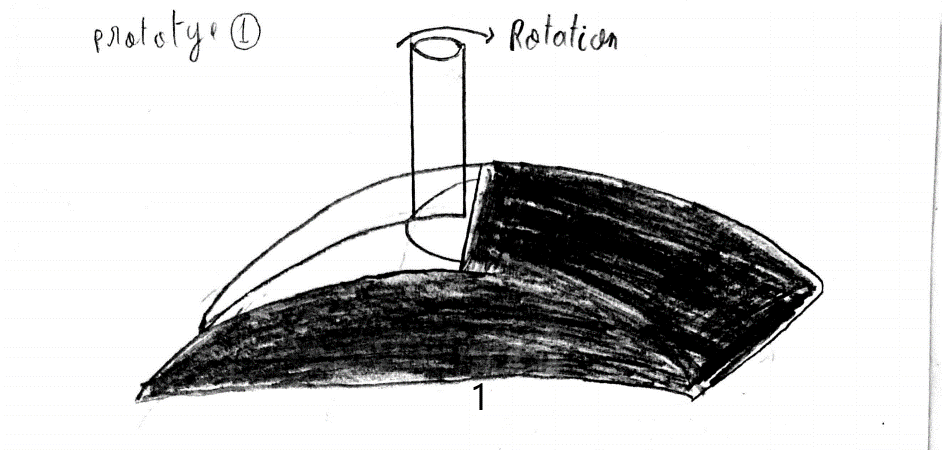 prototype ①
Rotation
1